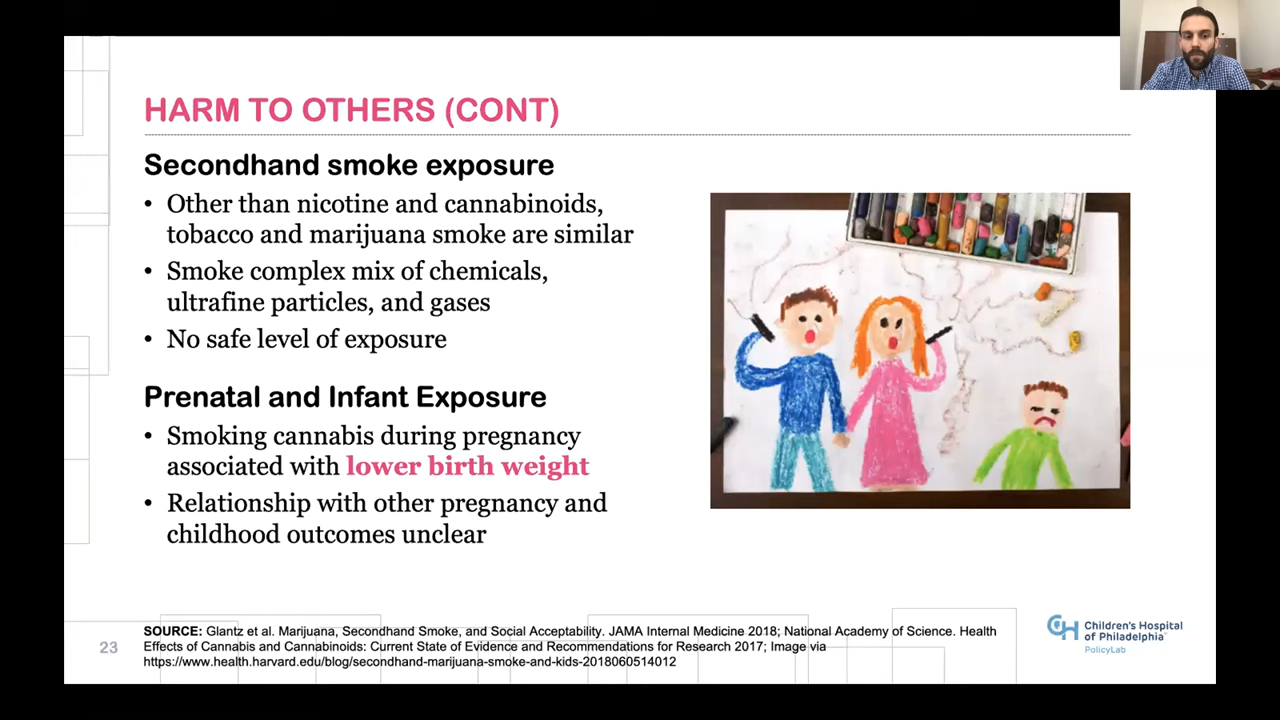 HARM TO OTHERS (CONT)
Secondhand smoke exposure
• Other than nicotine and cannabinoids,
tobacco and marijuana smoke are similar
• Smoke complex mix of chemicals,
ultrafine particles, and gases
• No safe level of exposure
Prenatal and Infant Exposure
• Smoking cannabis during pregnancy
associated with lower birth weight
• Relationship with other pregnancy and
childhood outcomes unclear
23
SOURCE: Glantz et al. Marijuana, Secondhand Smoke, and Social Acceptability. JAMA Internal Medicine 2018; National Academy of Science. Health
Effects of Cannabis and Cannabinoids: Current State of Evidence and Recommendations for Research 2017; Image via
https://www.health.harvard.edu/blog/secondhand-marijuana-smoke-and-kids-2018060514012
CH Children's Hospital
of Philadelphia™
PolicyLab